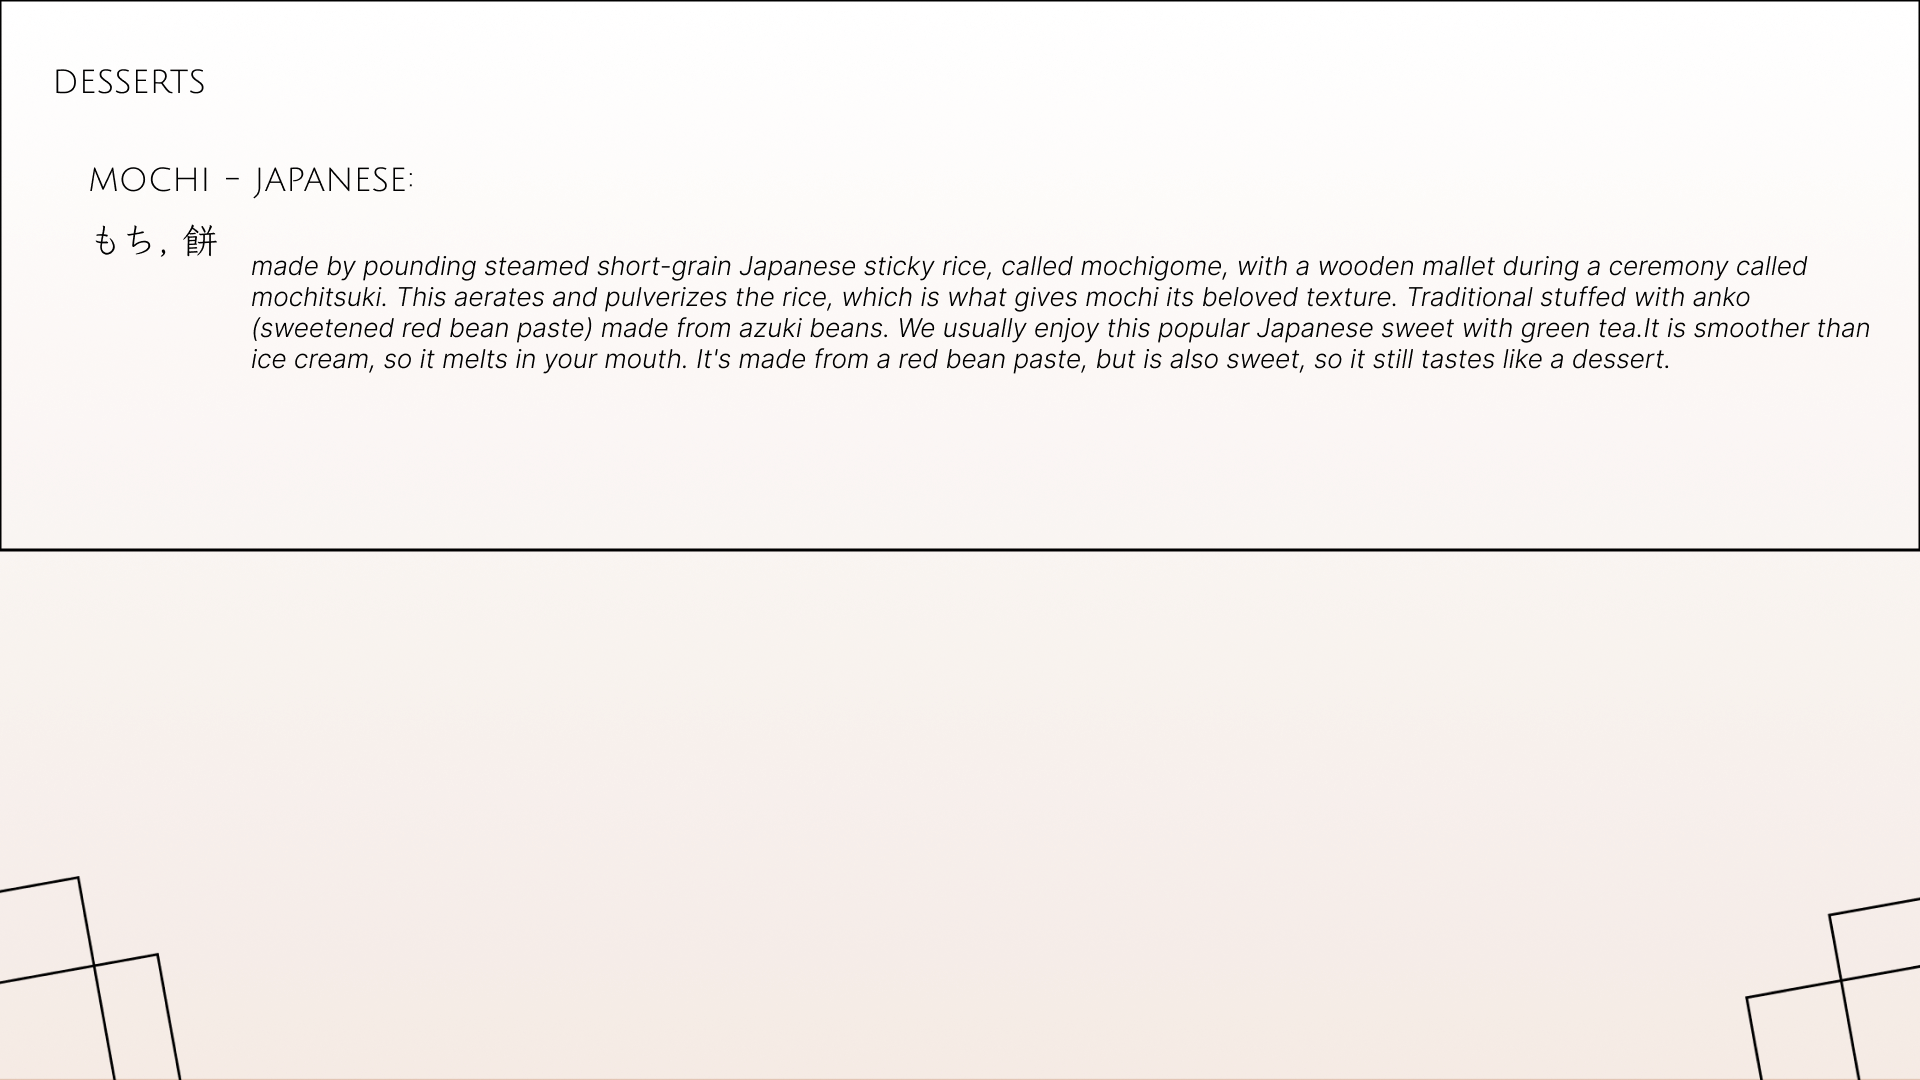 DESSERTS
MOCHI - JAPANESE:
もち, 餅
made by pounding steamed short-grain Japanese sticky rice, called mochigome, with a wooden mallet during a ceremony called
mochitsuki. This aerates and pulverizes the rice, which is what gives mochi its beloved texture. Traditional stuffed with anko
(sweetened red bean paste) made from azuki beans. We usually enjoy this popular Japanese sweet with green tea.It is smoother than
ice cream, so it melts in your mouth. It's made from a red bean paste, but is also sweet, so it still tastes like a dessert.